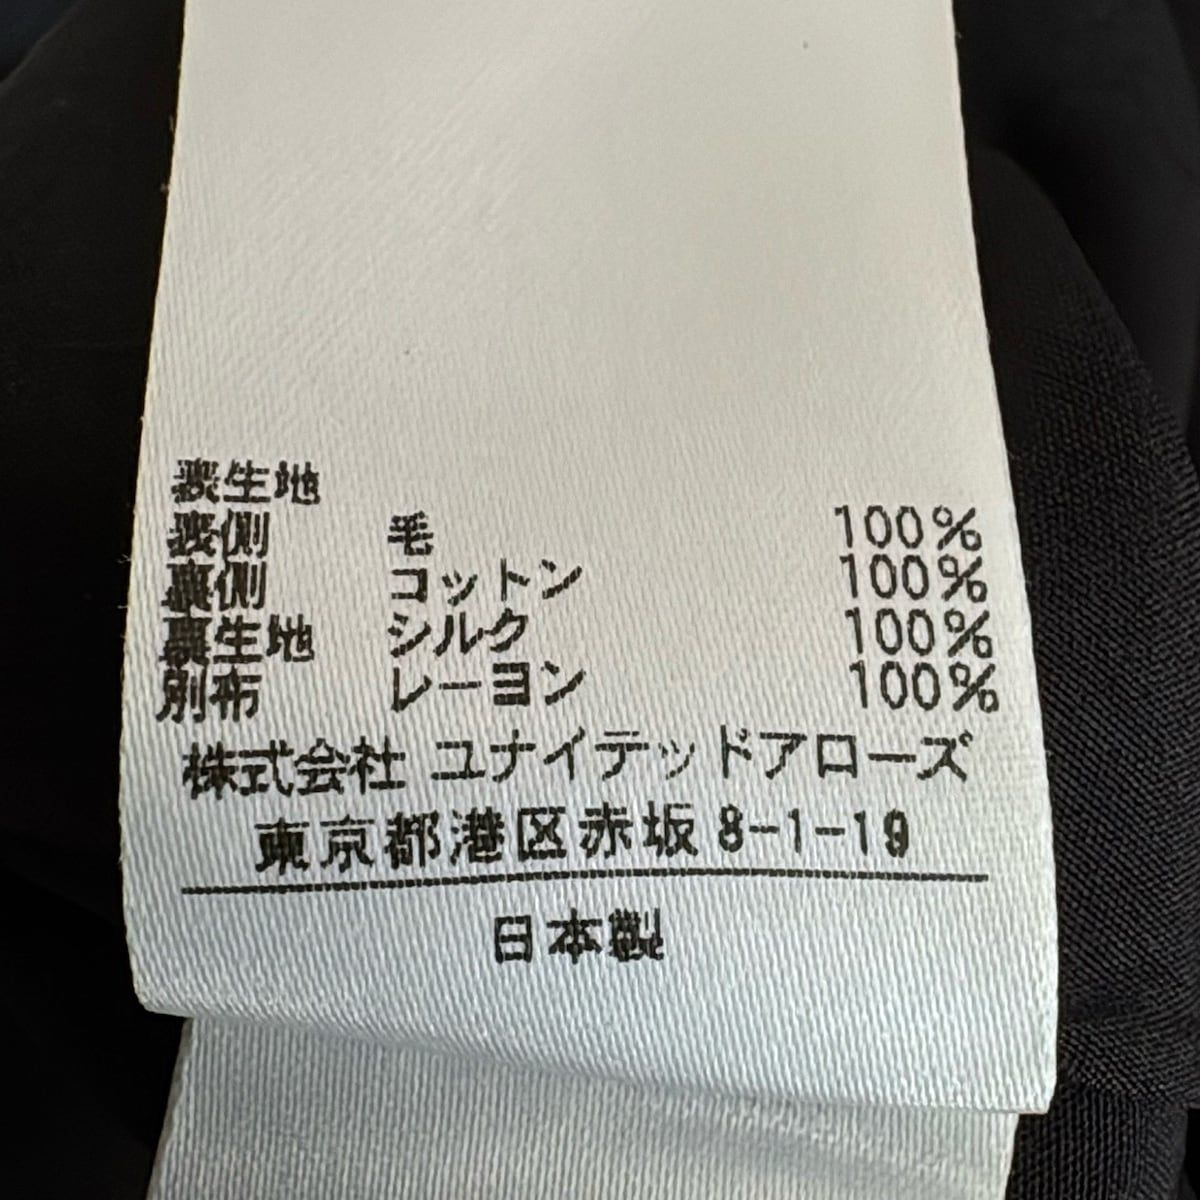 表生地
表側 毛 100%
裏側 コットン 100%
裏生地 シルク 100%
別布 レーヨン 100%
株式会社 ユナイテッドアローズ
東京都港区赤坂 8-1-19
日本製